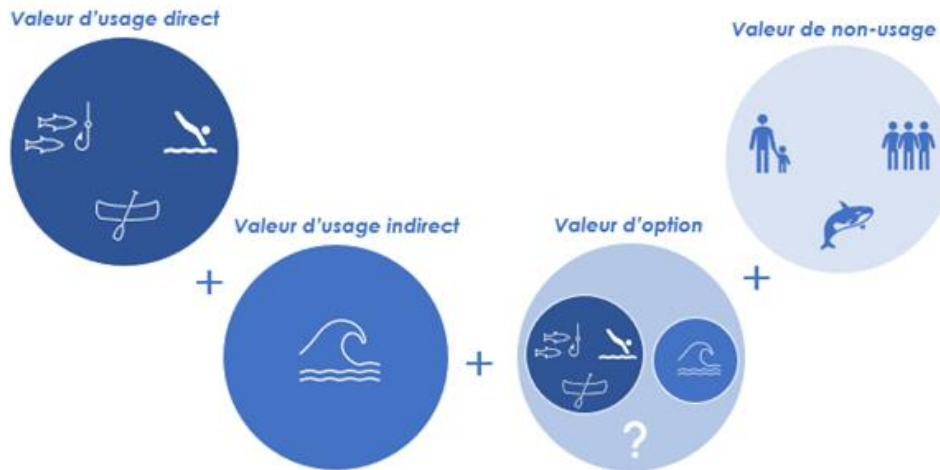 Valeur d'usage direct
Valeur de non-usage
Valeur d'usage indirect
Valeur d'option
+
+
+
?